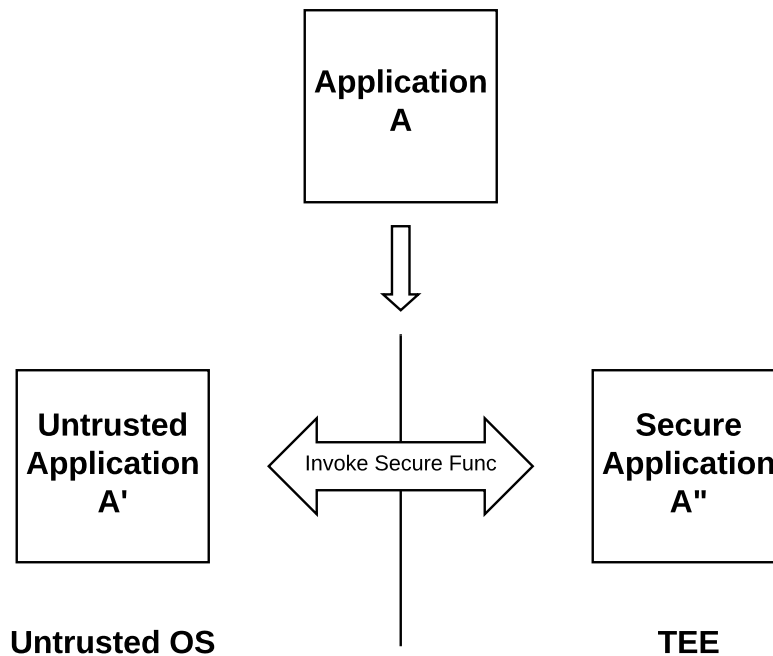 Application
A
Untrusted
Application
A'
Invoke Secure Func
Secure
Application
A"
Untrusted OS
TEE